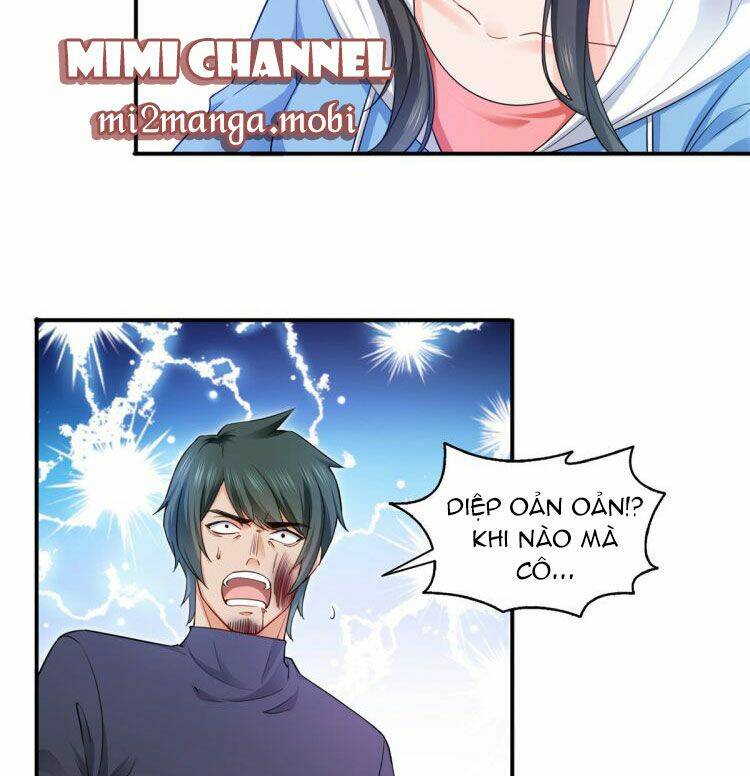 MIMI CHANNEL
mi2manga.mobi
DIỆP OẢN OẢN!?
KHI NÀO MÀ
CÔ...